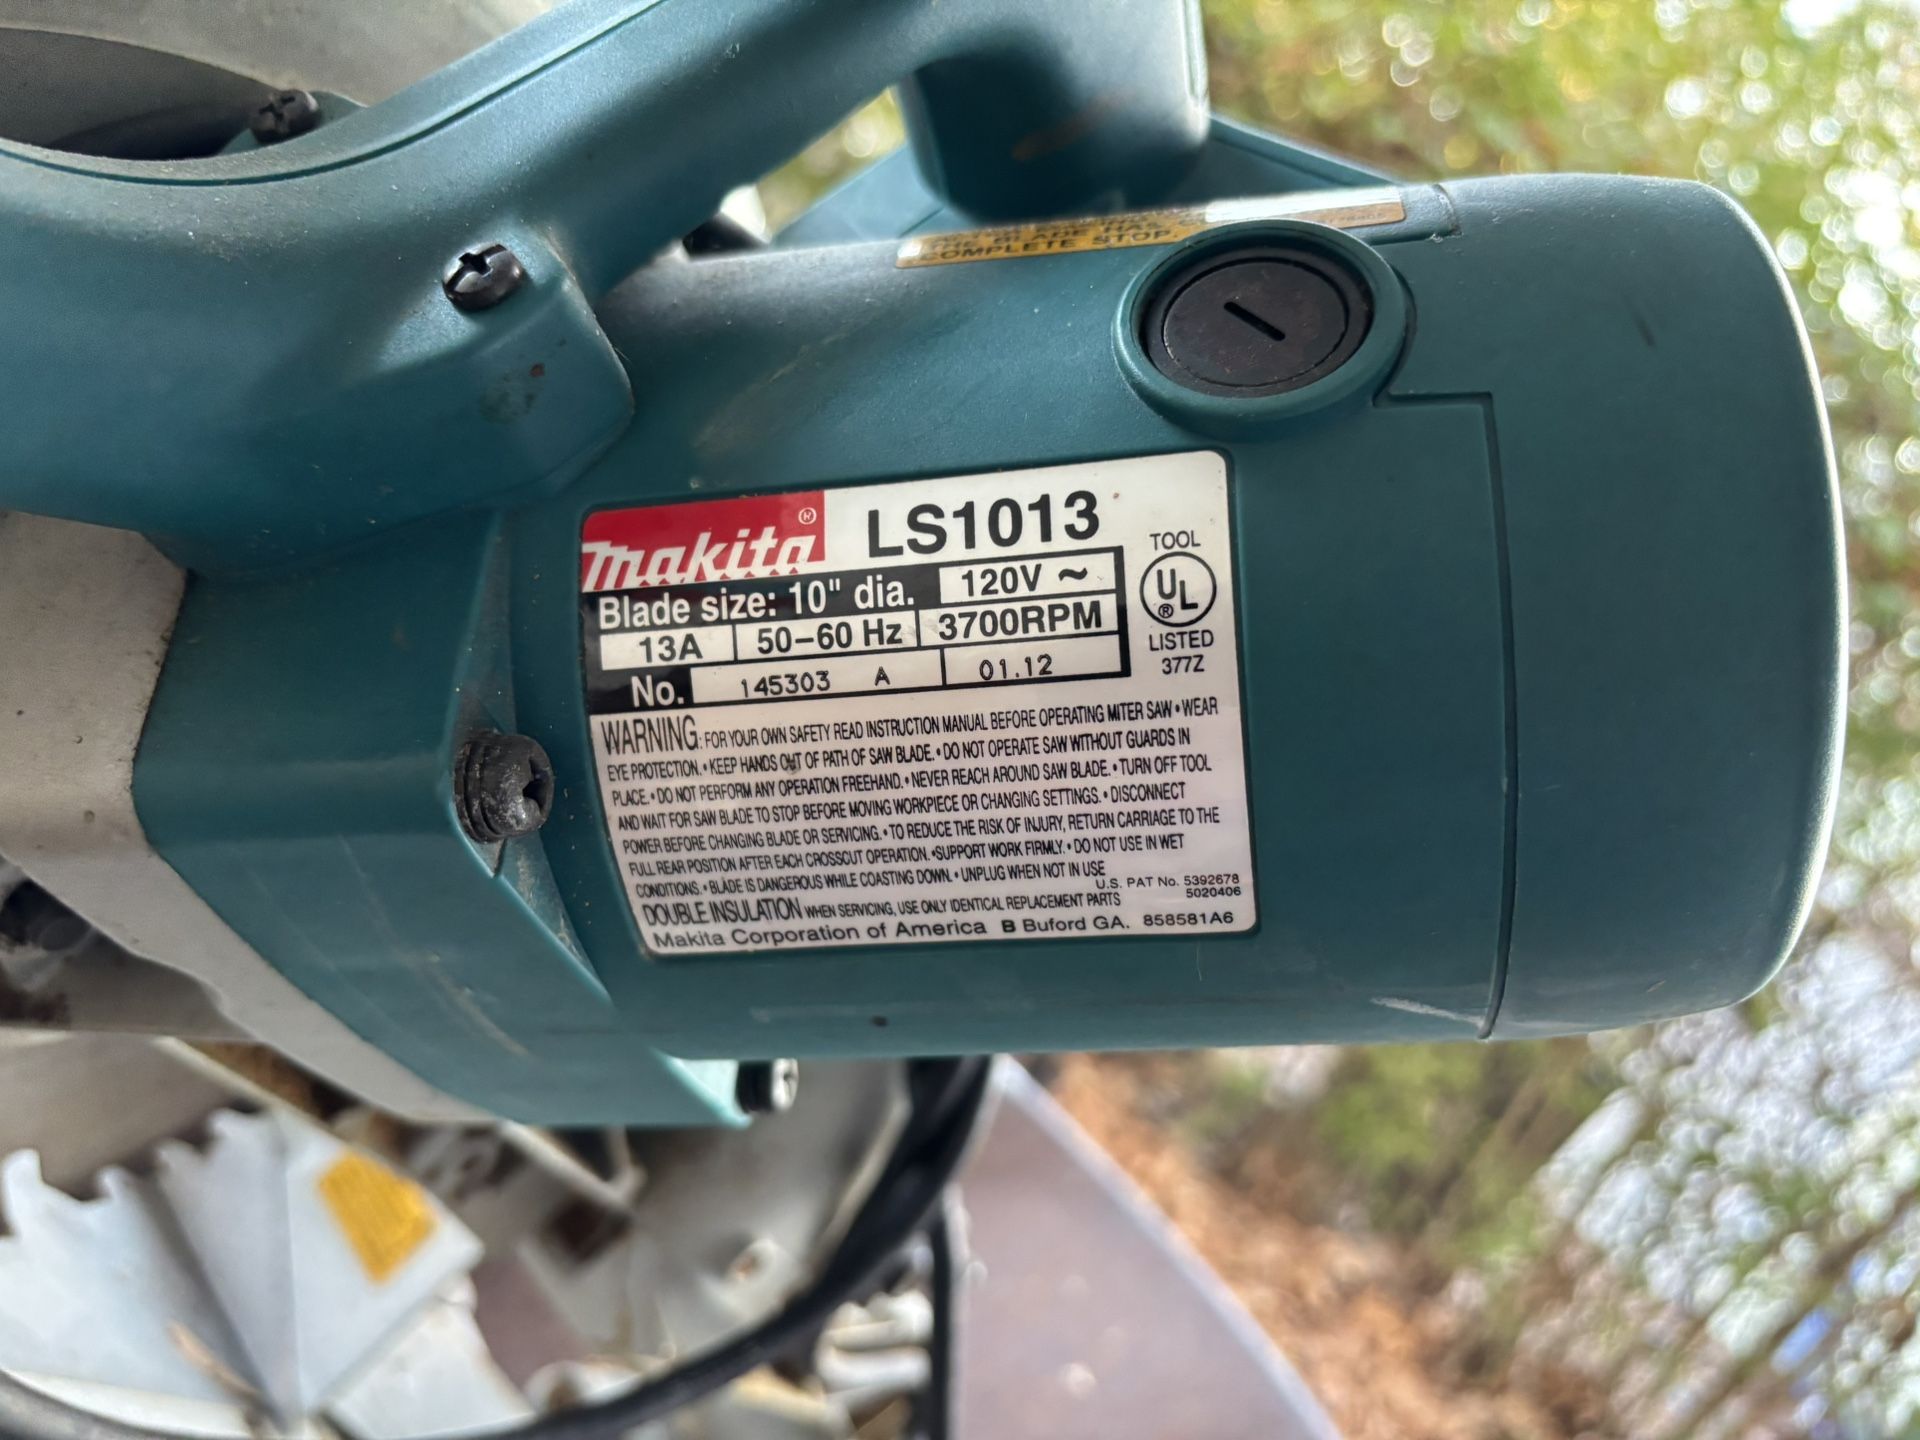 THE BLADE HAS
COMPLETE STOP.
Makita® LS1013
Blade size: 10" dia. 120V ~
13A 50–60 Hz 3700RPM
No. 145303 A 01.12
TOOL
UL®
LISTED
377Z
WARNING: FOR YOUR OWN SAFETY READ INSTRUCTION MANUAL BEFORE OPERATING MITER SAW • WEAR
EYE PROTECTION. • KEEP HANDS OUT OF PATH OF SAW BLADE. • DO NOT OPERATE SAW WITHOUT GUARDS IN
PLACE. • DO NOT PERFORM ANY OPERATION FREEHAND. • NEVER REACH AROUND SAW BLADE. • TURN OFF TOOL
AND WAIT FOR SAW BLADE TO STOP BEFORE MOVING WORKPIECE OR CHANGING SETTINGS. • DISCONNECT
POWER BEFORE CHANGING BLADE OR SERVICING. • TO REDUCE THE RISK OF INJURY, RETURN CARRIAGE TO THE
FULL REAR POSITION AFTER EACH CROSSCUT OPERATION. •SUPPORT WORK FIRMLY. • DO NOT USE IN WET
CONDITIONS. • BLADE IS DANGEROUS WHILE COASTING DOWN. • UNPLUG WHEN NOT IN USE
U.S. PAT No. 5392678
5020406
DOUBLE INSULATION WHEN SERVICING, USE ONLY IDENTICAL REPLACEMENT PARTS
Makita Corporation of America B Buford GA. 858581A6